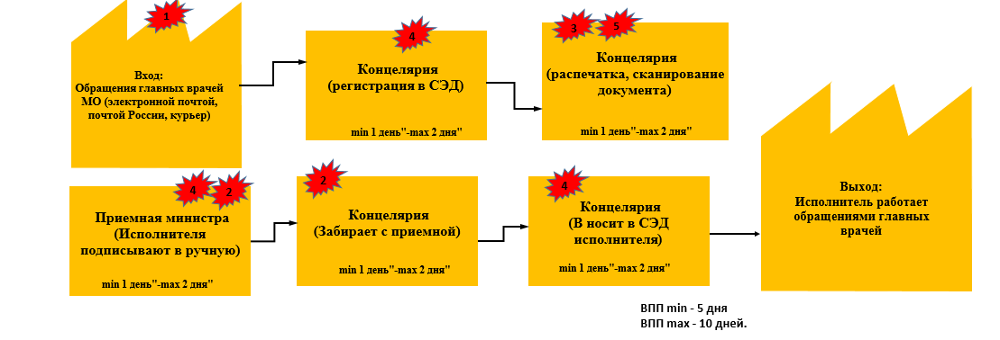 1
Вход:
Обращения главных врачей
МО (электронной почтой,
почтой России, курьер)
4
Концелярия
(регистрация в СЭД)
min 1 день"-max 2 дня"
3
5
Концелярия
(распечатка, сканирование
документа)
min 1 день"-max 2 дня"
4
2
Приемная министра
(Исполнителя
подписывают в ручную)
min 1 день"-max 2 дня"
2
Концелярия
(Забирает с приемной)
min 1 день"-max 2 дня"
4
Концелярия
(В носит в СЭД
исполнителя)
min 1 день"-max 2 дня"
Выход:
Исполнитель работает
обращениями главных
врачей
ВПП min - 5 дня
ВПП max - 10 дней.